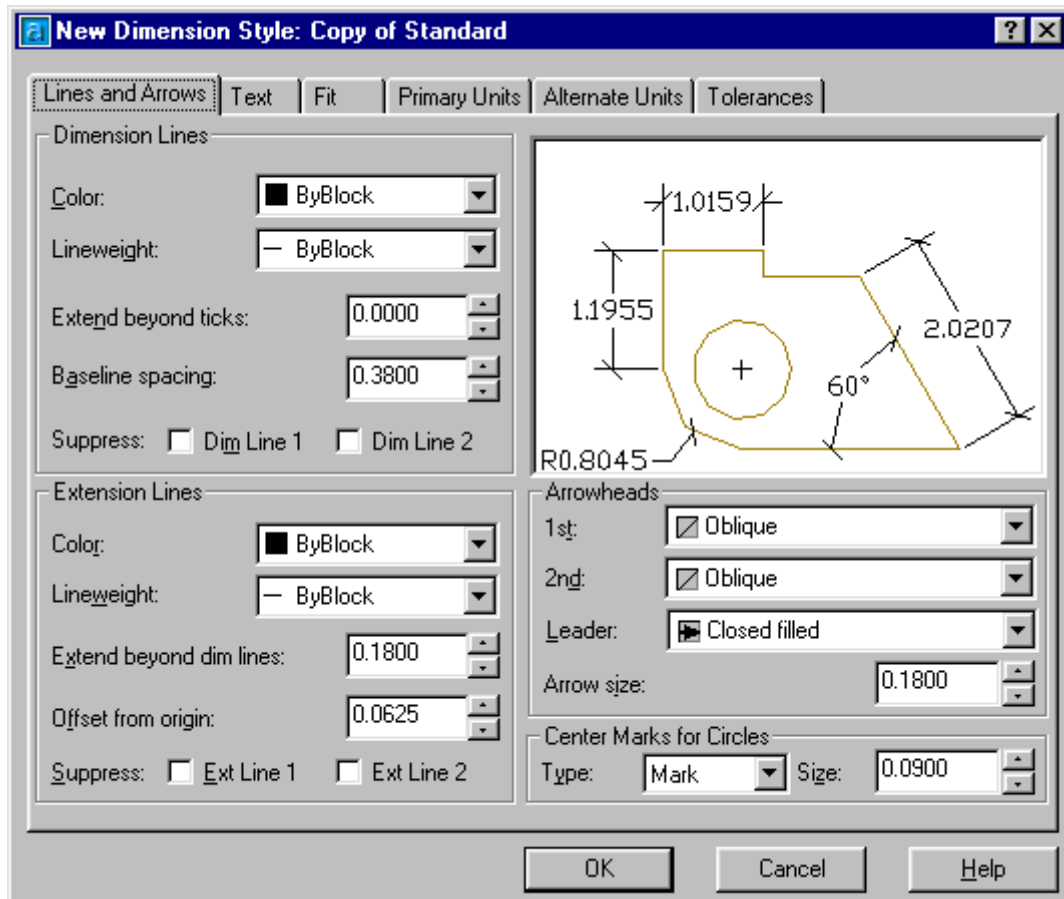 New Dimension Style: Copy of Standard
Lines and Arrows Text Fit Primary Units Alternate Units Tolerances
Dimension Lines
Color: ByBlock
Lineweight: ByBlock
Extend beyond ticks: 0.0000
Baseline spacing: 0.3800
Suppress: Dim Line 1 Dim Line 2
1.0159
1.1955
2.0207
60°
R0.8045
Extension Lines
Color: ByBlock
Lineweight: ByBlock
Extend beyond dim lines: 0.1800
Offset from origin: 0.0625
Suppress: Ext Line 1 Ext Line 2
Arrowheads
1st: Oblique
2nd: Oblique
Leader: Closed filled
Arrow size: 0.1800
Center Marks for Circles
Type: Mark Size: 0.0900
OK Cancel Help